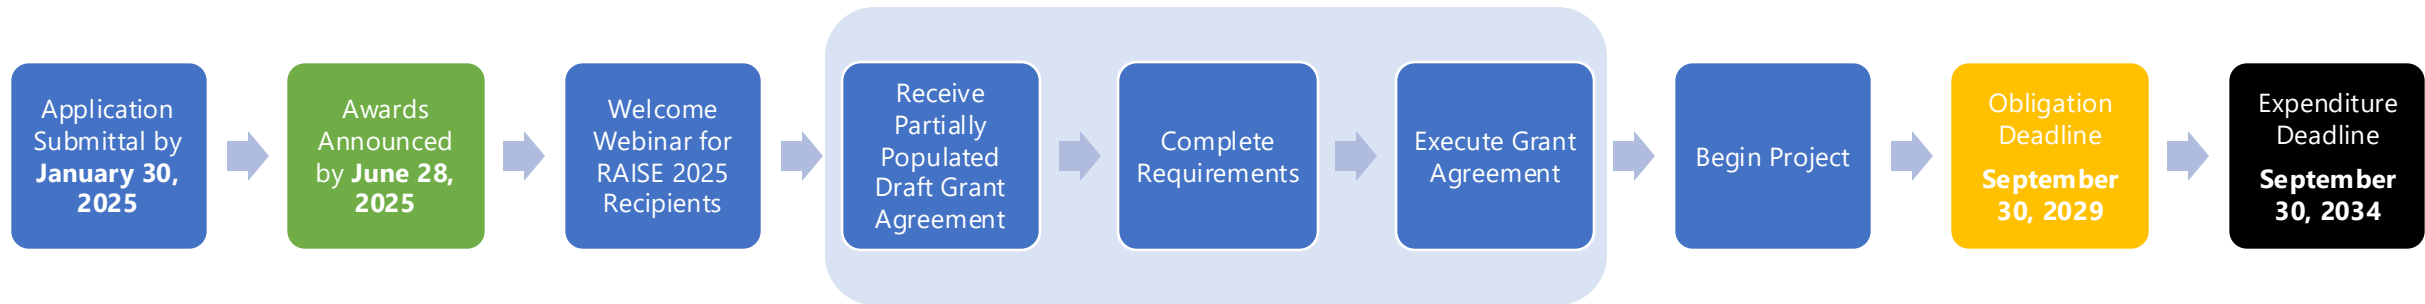 Application
Submittal by
January 30,
2025
Awards
Announced
by June 28,
2025
Welcome
Webinar for
RAISE 2025
Recipients
Receive
Partially
Populated
Draft Grant
Agreement
Complete
Requirements
Execute Grant
Agreement
Begin Project
Obligation
Deadline
September
30, 2029
Expenditure
Deadline
September
30, 2034